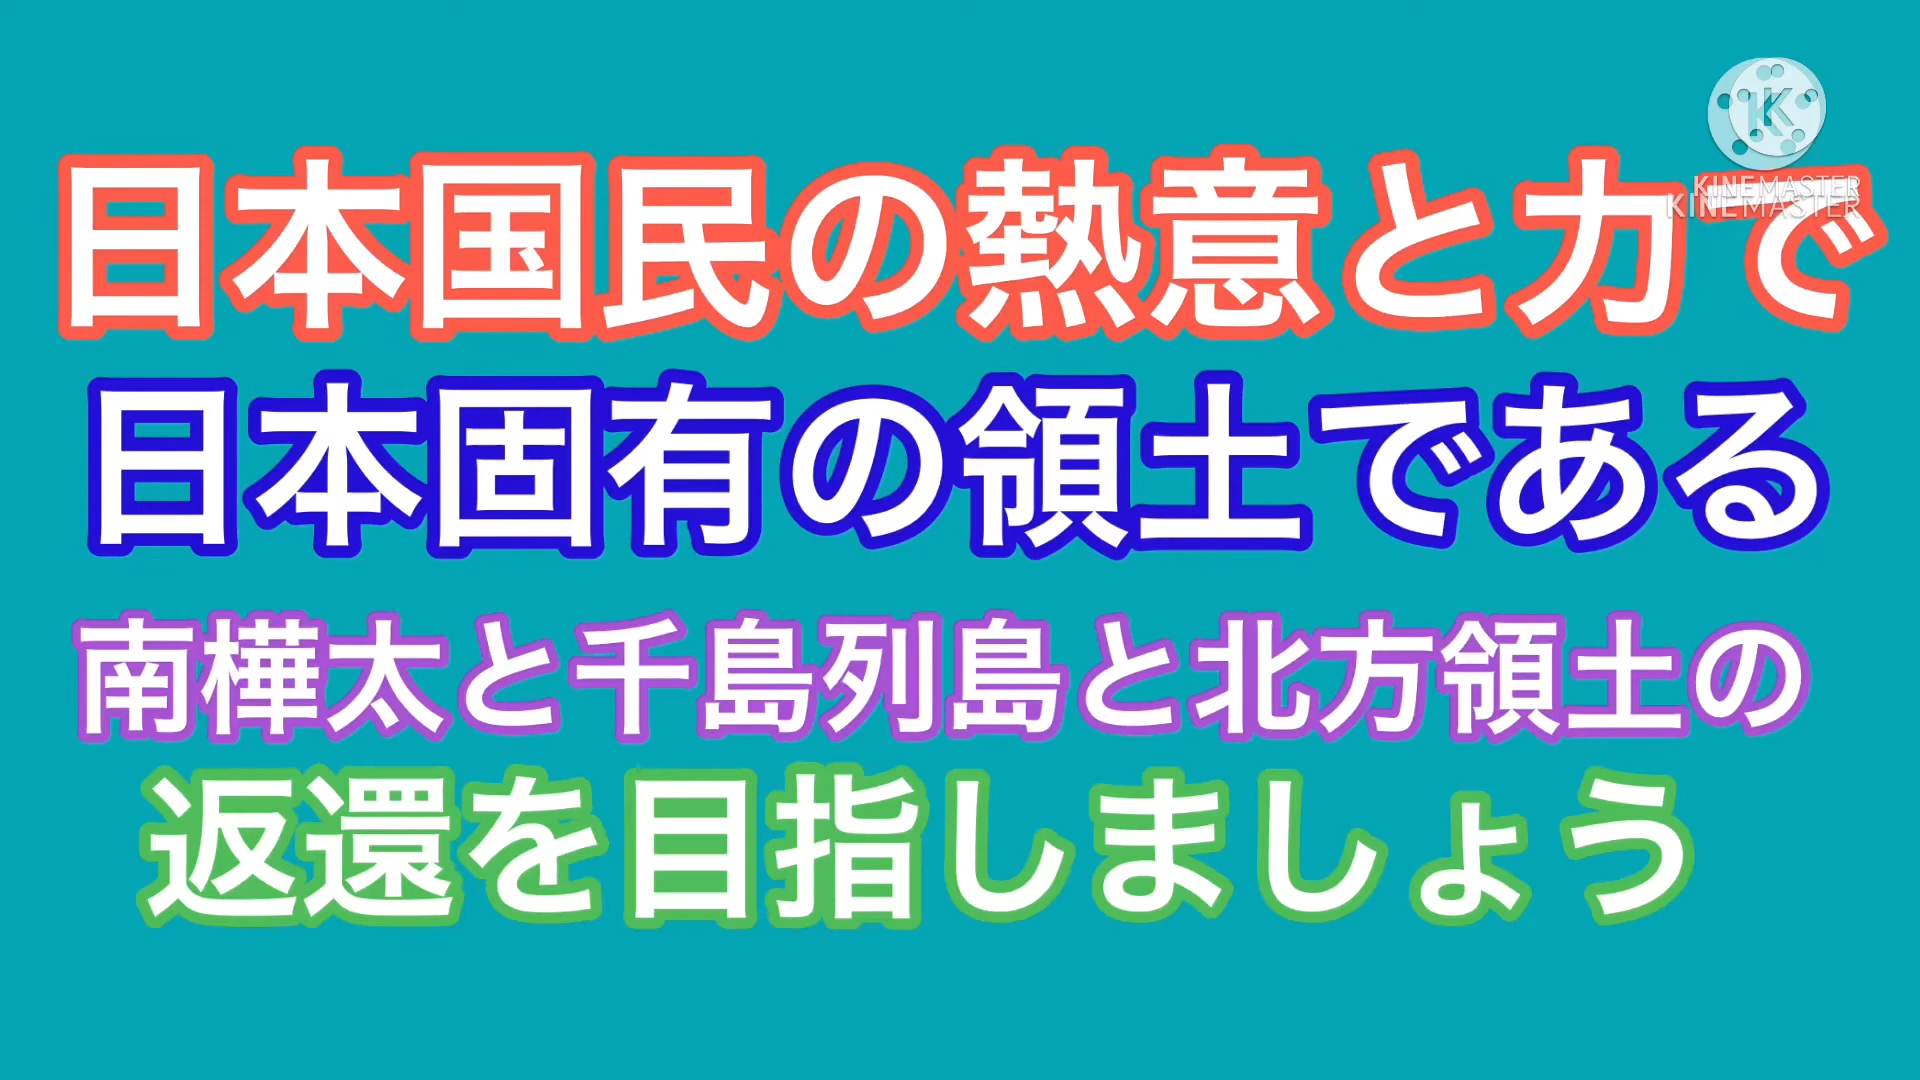 日本国民の熱意と力で
日本固有の領土である
南樺太と千島列島と北方領土の
返還を目指しましょう
K
KINEMASTER
KINEMASTER